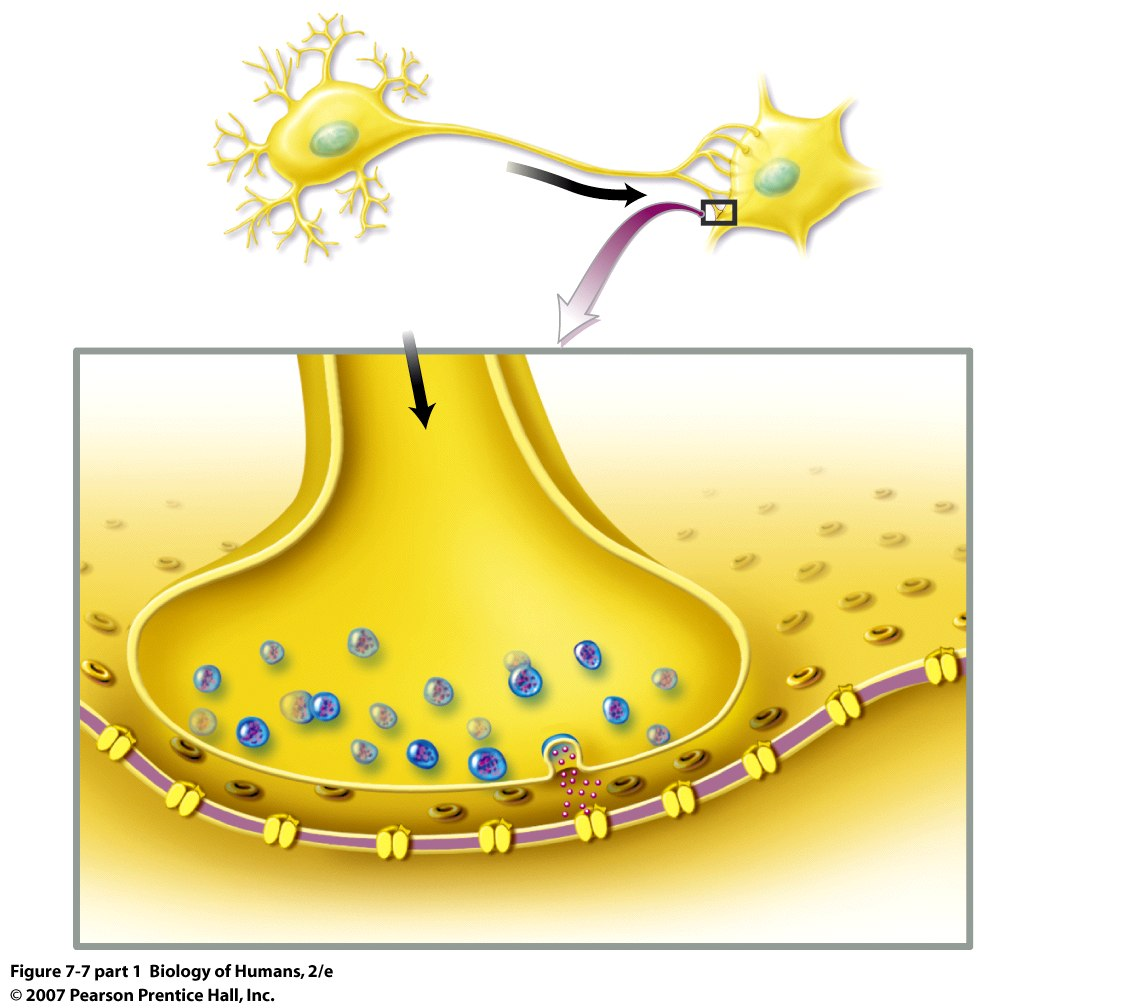 Figure 7-7 part 1 Biology of Humans, 2/e
© 2007 Pearson Prentice Hall, Inc.